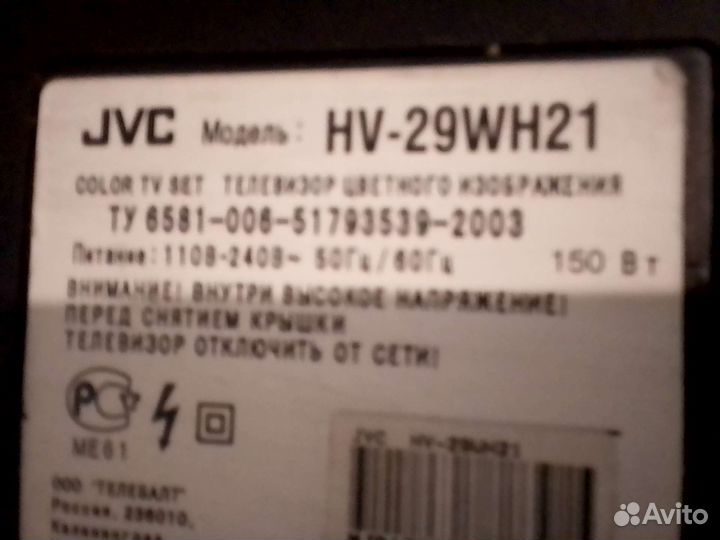 JVC Модель: HV-29WH21
COLOR TV SET ТЕЛЕВИЗОР ЦВЕТНОГО ИЗОБРАЖЕНИЯ
ТУ 6581-006-51793539-2003
Питание: 110В-240В~ 50Гц/60Гц 150 Вт
ВНИМАНИЕ! ВНУТРИ ВЫСОКОЕ НАПРЯЖЕНИЕ!
ПЕРЕД СНЯТИЕМ КРЫШКИ
ТЕЛЕВИЗОР ОТКЛЮЧИТЬ ОТ СЕТИ!
РСТ
МЕ61
JVC HV-29WH21
ООО "ТЕЛЕБАЛТ"
Россия, 236010,
Avito